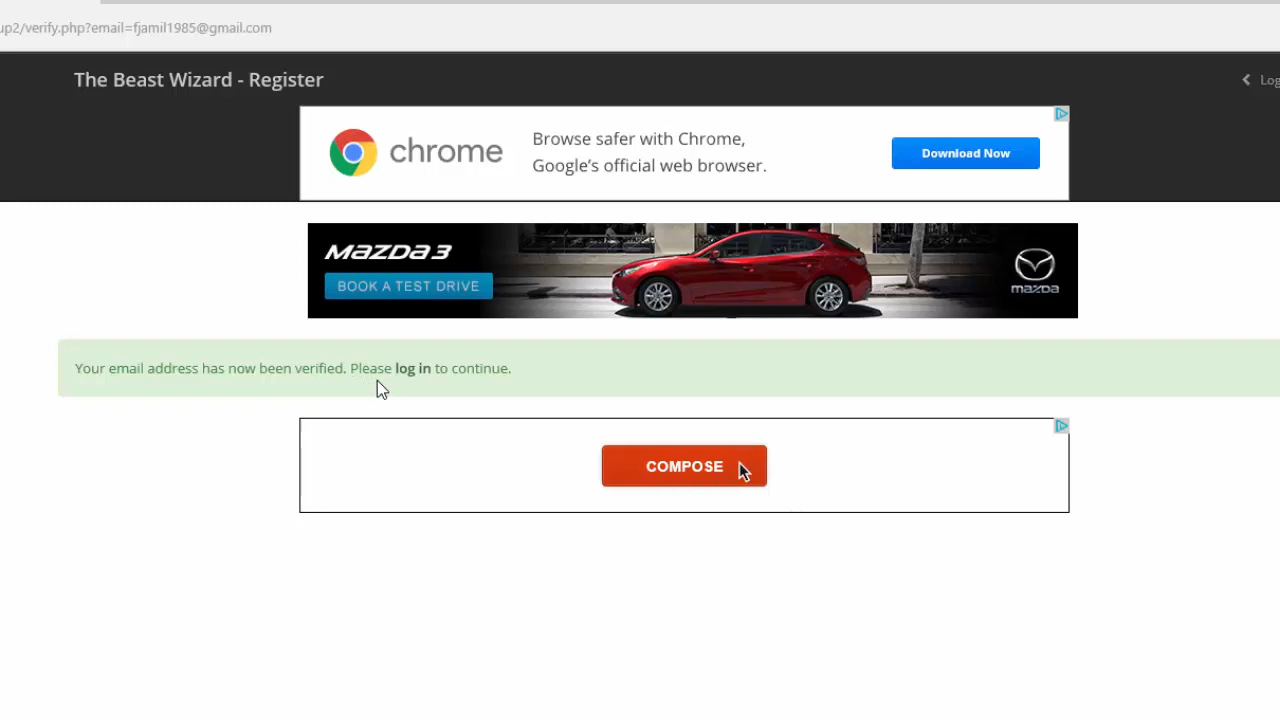 up2/verify.php?email=fjamil1985@gmail.com
The Beast Wizard - Register
Log
chrome
Browse safer with Chrome,
Google's official web browser.
Download Now
mazda3
BOOK A TEST DRIVE
mazda
Your email address has now been verified. Please log in to continue.
COMPOSE